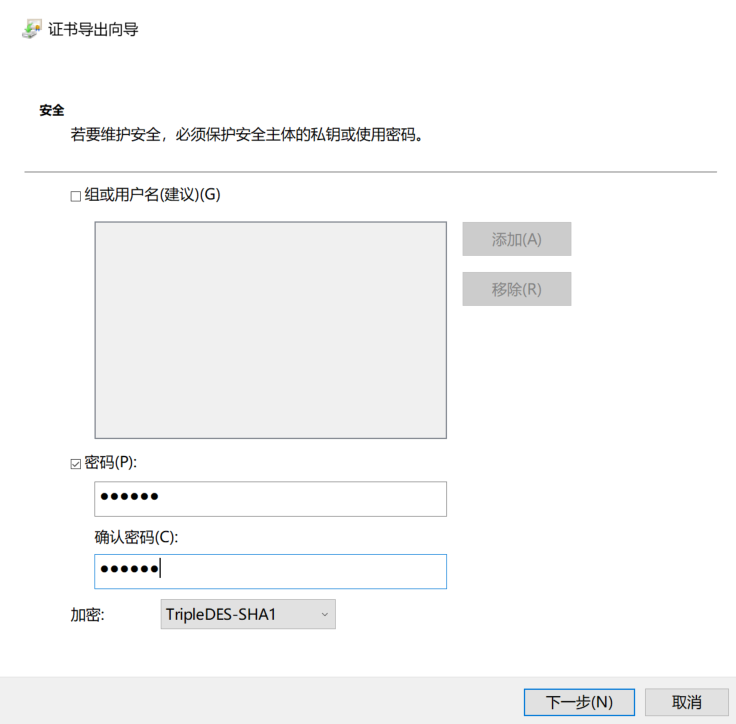 证书导出向导
安全
若要维护安全，必须保护安全主体的私钥或使用密码。
组或用户名(建议)(G)
添加(A)
移除(R)
密码(P):
●●●●●●
确认密码(C):
●●●●●●
加密: TripleDES-SHA1
下一步(N) 取消